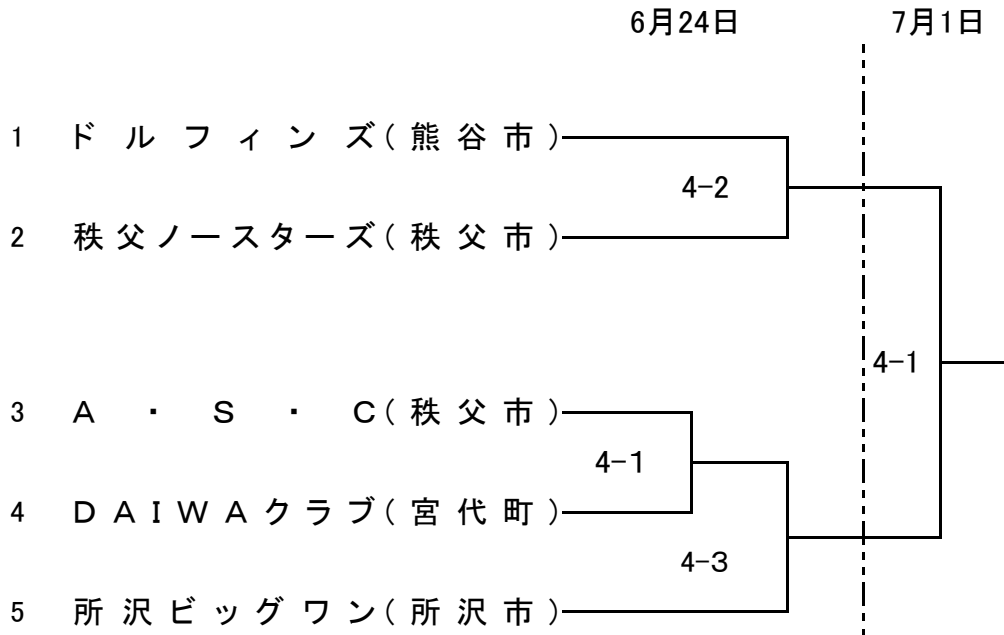 6月24日 7月1日
1 ドルフィンズ(熊谷市)
4-2
2 秩父ノースターズ(秩父市)
4-1
3 A・S・C(秩父市)
4-1
4 DAIWAクラブ(宮代町)
4-3
5 所沢ビッグワン(所沢市)